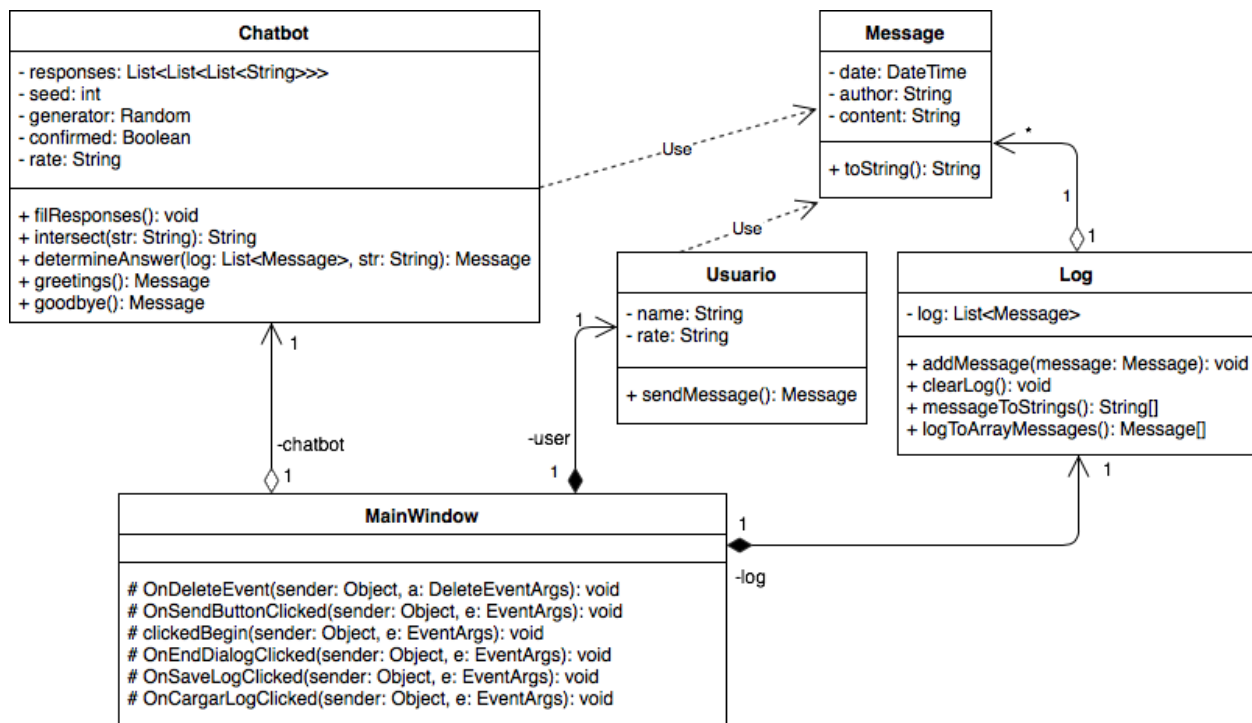 Chatbot
- responses: List<List<List<String>>>
- seed: int
- generator: Random
- confirmed: Boolean
- rate: String
+ filResponses(): void
+ intersect(str: String): String
+ determineAnswer(log: List<Message>, str: String): Message
+ greetings(): Message
+ goodbye(): Message
Message
- date: DateTime
- author: String
- content: String
+ toString(): String
Use
Use
*
1
1
Usuario
- name: String
- rate: String
+ sendMessage(): Message
Log
- log: List<Message>
+ addMessage(message: Message): void
+ clearLog(): void
+ messageToStrings(): String[]
+ logToArrayMessages(): Message[]
1
-chatbot
1
1
-user
1
1
1
-log
MainWindow
# OnDeleteEvent(sender: Object, a: DeleteEventArgs): void
# OnSendButtonClicked(sender: Object, e: EventArgs): void
# clickedBegin(sender: Object, e: EventArgs): void
# OnEndDialogClicked(sender: Object, e: EventArgs): void
# OnSaveLogClicked(sender: Object, e: EventArgs): void
# OnCargarLogClicked(sender: Object, e: EventArgs): void